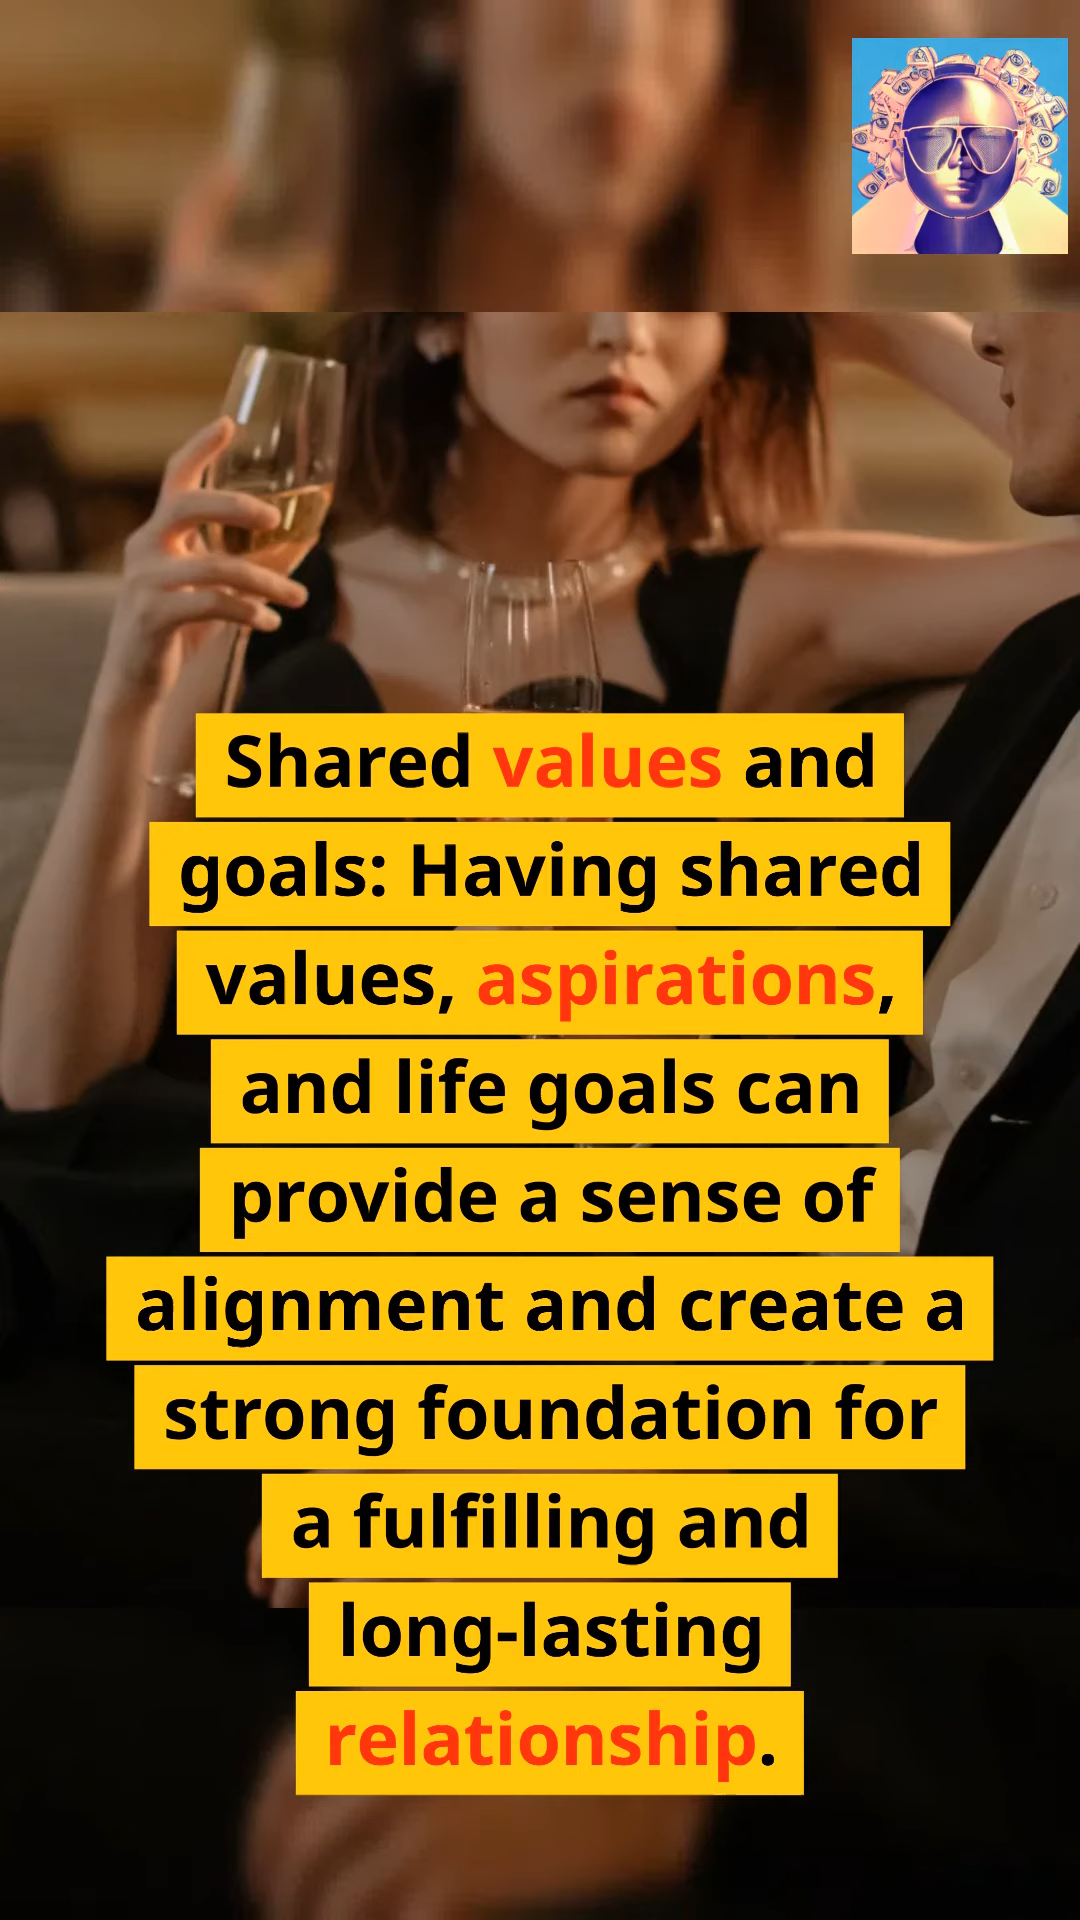 Shared values and
goals: Having shared
values, aspirations,
and life goals can
provide a sense of
alignment and create a
strong foundation for
a fulfilling and
long-lasting
relationship.